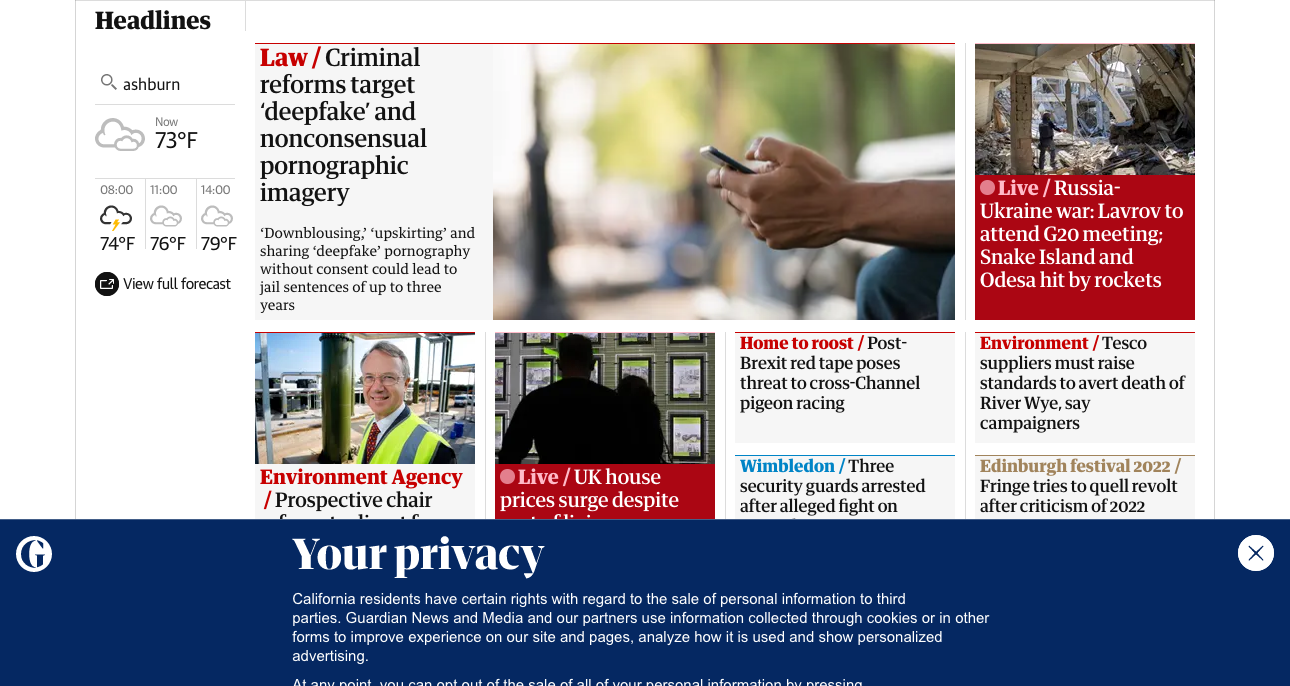 Headlines
ashburn
Now
73°F
08:00 11:00 14:00
74°F 76°F 79°F
View full forecast
Law / Criminal
reforms target
‘deepfake’ and
nonconsensual
pornographic
imagery
‘Downblousing,’ ‘upskirting’ and
sharing ‘deepfake’ pornography
without consent could lead to
jail sentences of up to three
years
Live / Russia-
Ukraine war: Lavrov to
attend G20 meeting;
Snake Island and
Odesa hit by rockets
Environment Agency
/ Prospective chair
Live / UK house
prices surge despite
Home to roost / Post-
Brexit red tape poses
threat to cross-Channel
pigeon racing
Environment / Tesco
suppliers must raise
standards to avert death of
River Wye, say
campaigners
Wimbledon / Three
security guards arrested
after alleged fight on
Edinburgh festival 2022 /
Fringe tries to quell revolt
after criticism of 2022
G
Your privacy
California residents have certain rights with regard to the sale of personal information to third
parties. Guardian News and Media and our partners use information collected through cookies or in other
forms to improve experience on our site and pages, analyze how it is used and show personalized
advertising.
At any point, you can opt out of the sale of all of your personal information by pressing